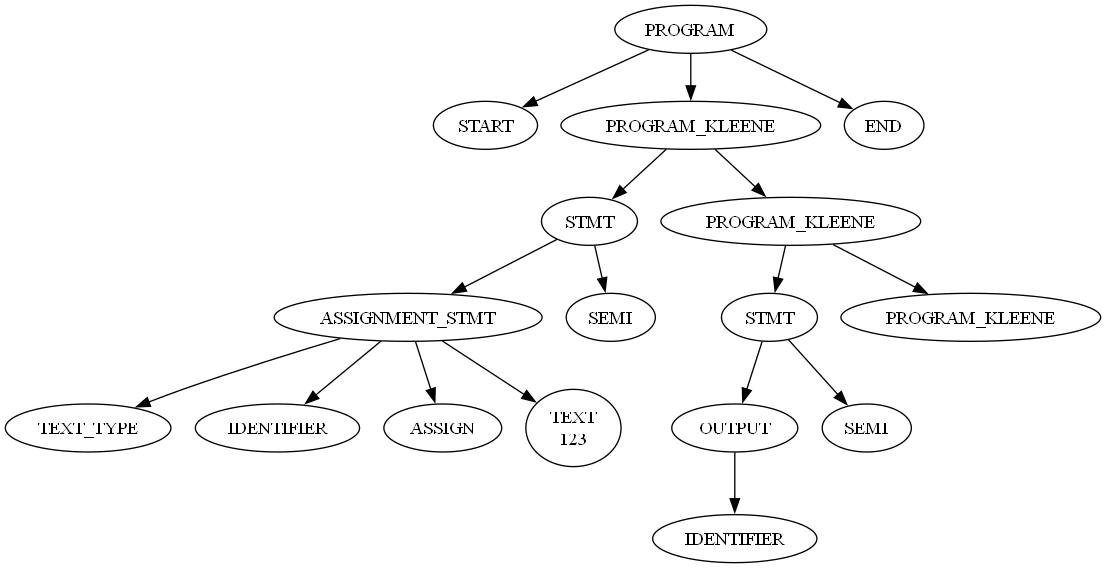 PROGRAM
START
PROGRAM_KLEENE
END
STMT
PROGRAM_KLEENE
ASSIGNMENT_STMT
SEMI
STMT
PROGRAM_KLEENE
TEXT_TYPE
IDENTIFIER
ASSIGN
TEXT
123
OUTPUT
SEMI
IDENTIFIER